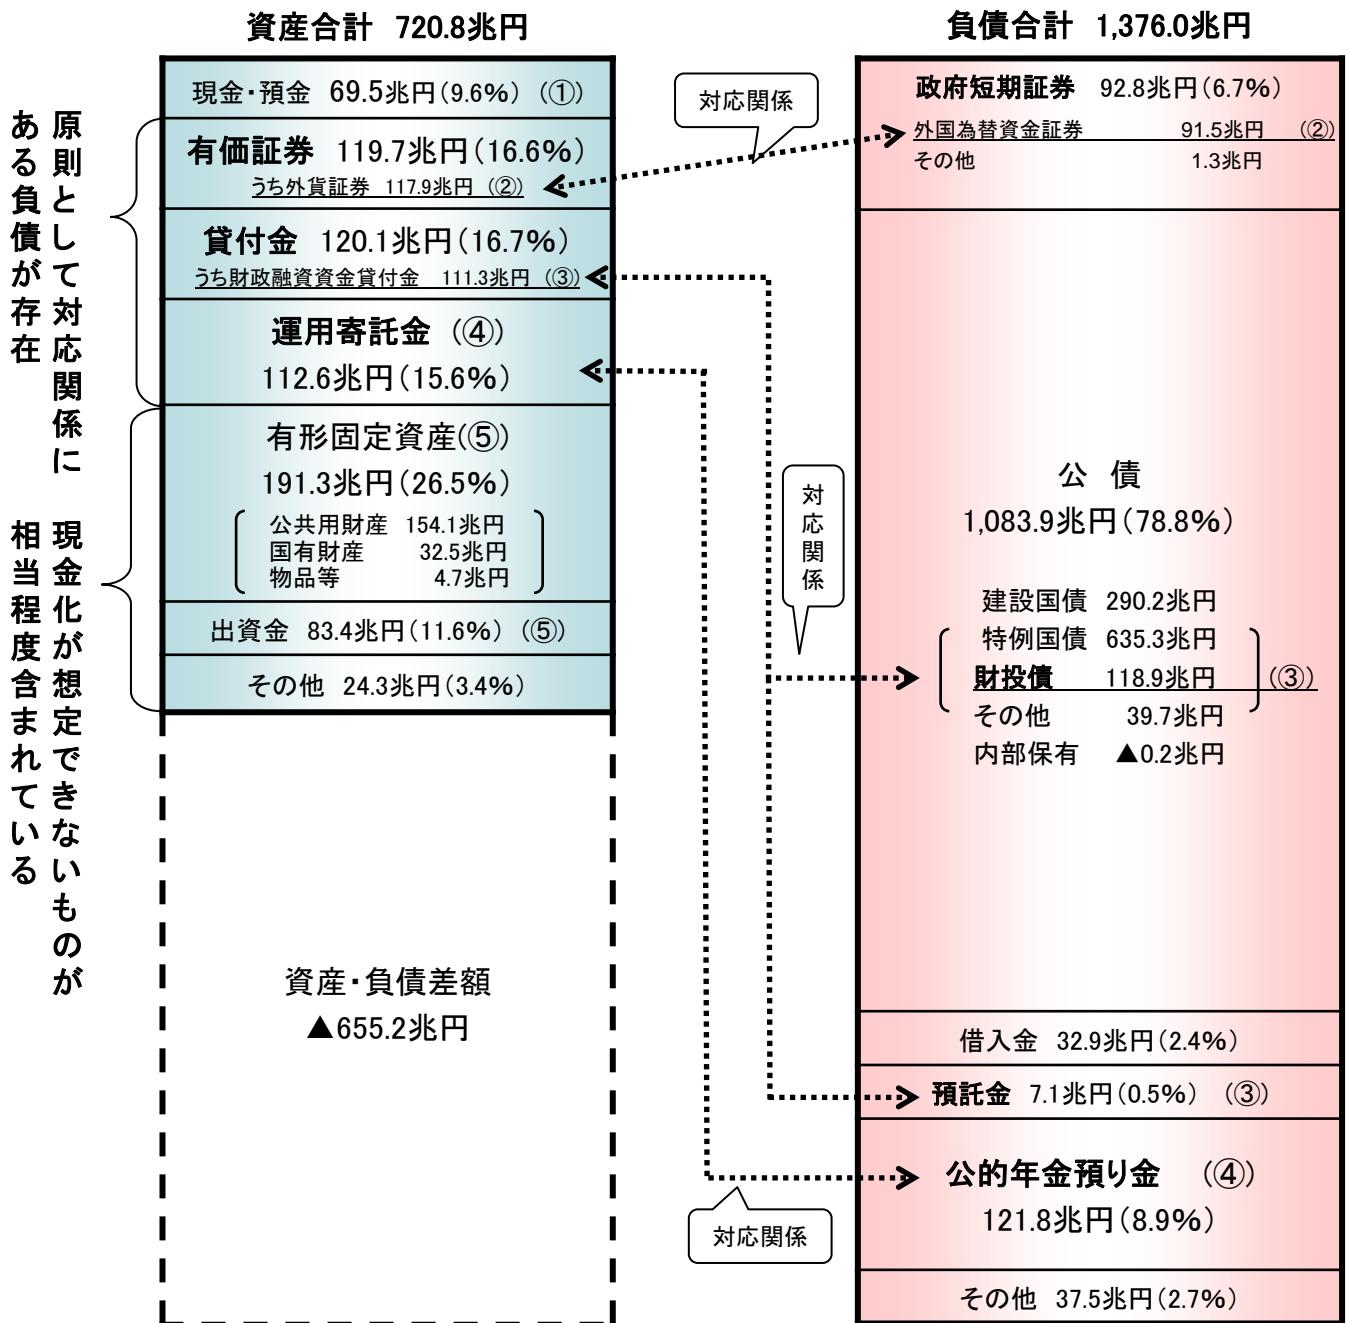 資産合計 720.8兆円
現金・預金 69.5兆円(9.6%) (①)
有価証券 119.7兆円(16.6%)
うち外貨証券 117.9兆円 (②)
貸付金 120.1兆円(16.7%)
うち財政融資資金貸付金 111.3兆円 (③)
運用寄託金 (④)
112.6兆円(15.6%)
有形固定資産(⑤)
191.3兆円(26.5%)
公共用財産 154.1兆円
国有財産 32.5兆円
物品等 4.7兆円
出資金 83.4兆円(11.6%) (⑤)
その他 24.3兆円(3.4%)
資産・負債差額
▲655.2兆円
原則として対応関係に
ある負債が存在
現金化が想定できないものが
相当程度含まれている
対応関係
対応関係
対応関係
負債合計 1,376.0兆円
政府短期証券 92.8兆円(6.7%)
外国為替資金証券 91.5兆円 (②)
その他 1.3兆円
公 債
1,083.9兆円(78.8%)
建設国債 290.2兆円
特例国債 635.3兆円
財投債 118.9兆円 (③)
その他 39.7兆円
内部保有 ▲0.2兆円
借入金 32.9兆円(2.4%)
預託金 7.1兆円(0.5%) (③)
公的年金預り金 (④)
121.8兆円(8.9%)
その他 37.5兆円(2.7%)